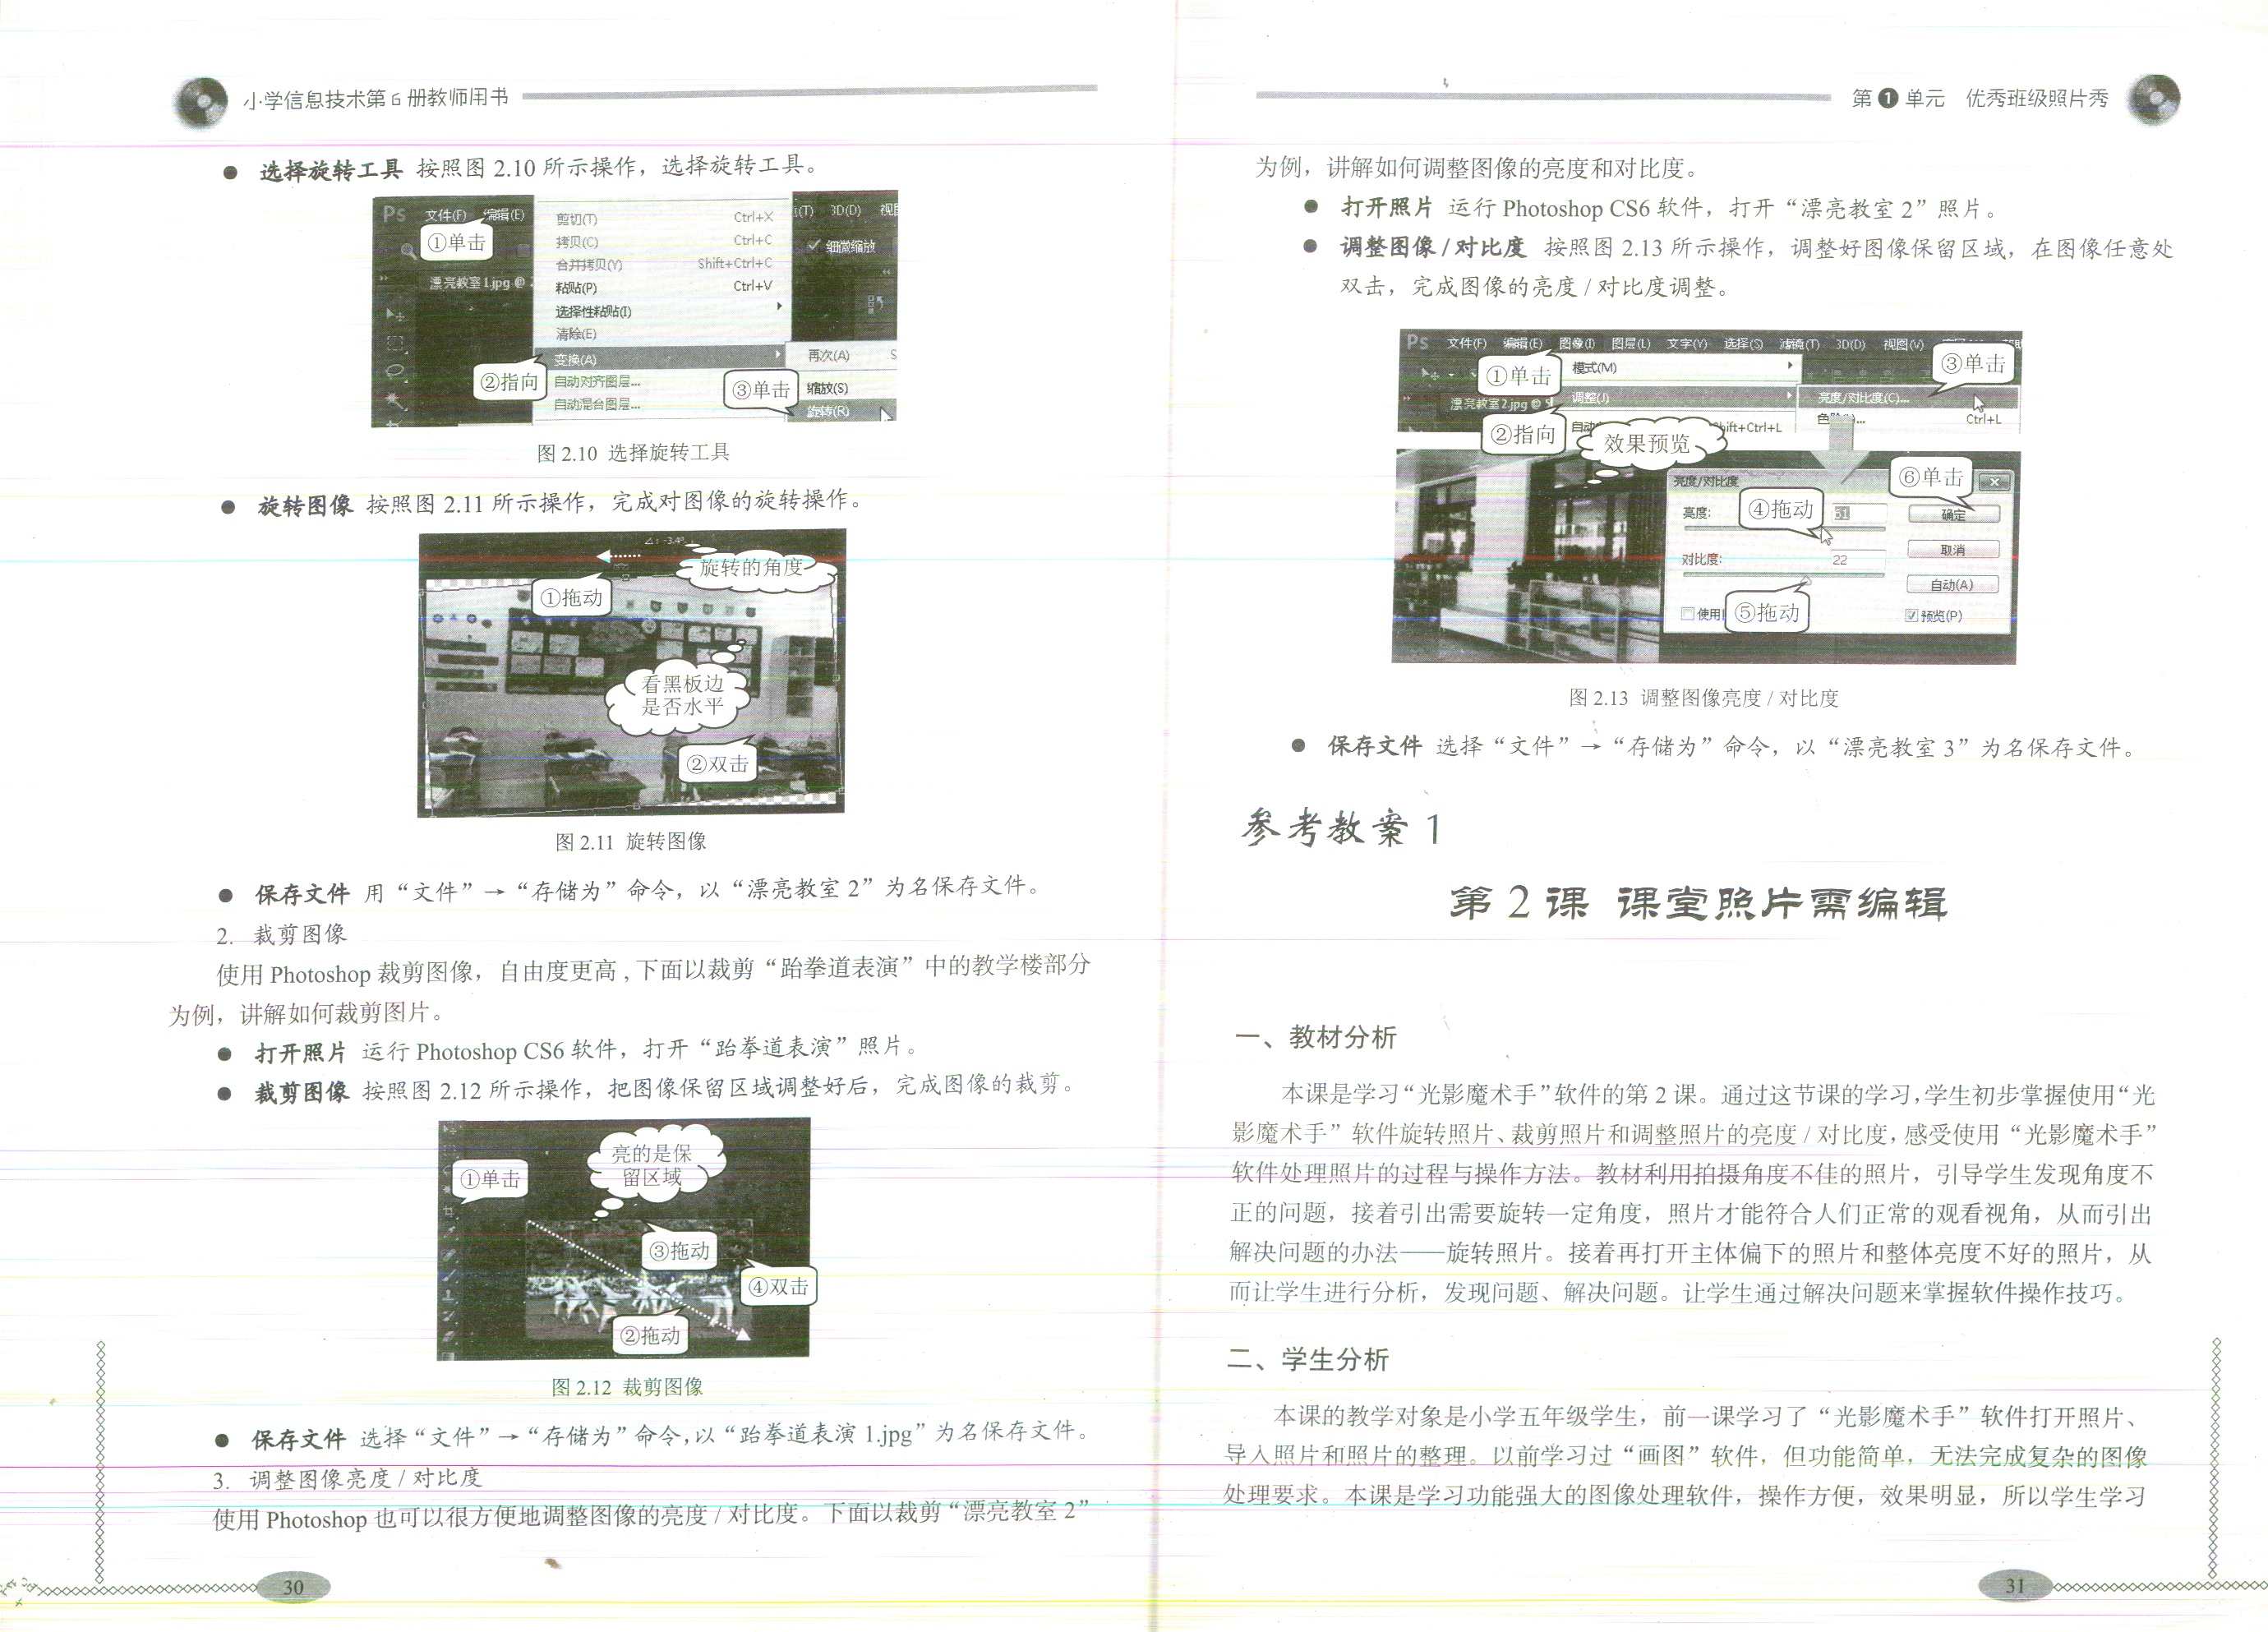 小学信息技术第6册教师用书
● 选择旋转工具 按照图 2.10 所示操作，选择旋转工具。
Ps 文件(F) 编辑(E)
①单击
漂亮教室1.jpg @
剪切(T) Ctrl+X
拷贝(C) Ctrl+C
合并拷贝(Y) Shift+Ctrl+C
粘贴(P) Ctrl+V
选择性粘贴(I)
清除(E)
变换(A)
自动对齐图层...
自动混合图层...
(T) 3D(D) 视图
细微缩放
②指向
再次(A)
③单击
缩放(S)
旋转(R)
图 2.10 选择旋转工具
● 旋转图像 按照图 2.11 所示操作，完成对图像的旋转操作。
旋转的角度
①拖动
看黑板边
是否水平
②双击
图 2.11 旋转图像
● 保存文件 用“文件”→“存储为”命令，以“漂亮教室 2”为名保存文件。
2. 裁剪图像
使用 Photoshop 裁剪图像，自由度更高，下面以裁剪“跆拳道表演”中的教学楼部分
为例，讲解如何裁剪图片。
● 打开照片 运行 Photoshop CS6 软件，打开“跆拳道表演”照片。
● 裁剪图像 按照图 2.12 所示操作，把图像保留区域调整好后，完成图像的裁剪。
亮的是保
留区域
①单击
③拖动
④双击
②拖动
图 2.12 裁剪图像
● 保存文件 选择“文件”→“存储为”命令，以“跆拳道表演 1.jpg”为名保存文件。
3. 调整图像亮度 / 对比度
使用 Photoshop 也可以很方便地调整图像的亮度 / 对比度。下面以裁剪“漂亮教室 2”
30
第1单元 优秀班级照片秀
为例，讲解如何调整图像的亮度和对比度。
● 打开照片 运行 Photoshop CS6 软件，打开“漂亮教室 2”照片。
● 调整图像 / 对比度 按照图 2.13 所示操作，调整好图像保留区域，在图像任意处
双击，完成图像的亮度 / 对比度调整。
Ps 文件(F) 编辑(E) 图像(I) 图层(L) 文字(Y) 选择(S) 滤镜(T) 3D(D) 视图(V)
①单击
模式(M)
③单击
漂亮教室2.jpg @
调整(J)
亮度/对比度(C)...
②指向
自动
Shift+Ctrl+L
Ctrl+L
效果预览
亮度/对比度
⑥单击
亮度:
④拖动
51
确定
对比度:
22
取消
自动(A)
使用
⑤拖动
预览(P)
图 2.13 调整图像亮度 / 对比度
● 保存文件 选择“文件”→“存储为”命令，以“漂亮教室 3”为名保存文件。
参考教案 1
第 2 课 课堂照片需编辑
一、教材分析
本课是学习“光影魔术手”软件的第 2 课。通过这节课的学习，学生初步掌握使用“光
影魔术手”软件旋转照片、裁剪照片和调整照片的亮度 / 对比度，感受使用“光影魔术手”
软件处理照片的过程与操作方法。教材利用拍摄角度不佳的照片，引导学生发现角度不
正的问题，接着引出需要旋转一定角度，照片才能符合人们正常的观看视角，从而引出
解决问题的办法——旋转照片。接着再打开主体偏下的照片和整体亮度不好的照片，从
而让学生进行分析，发现问题、解决问题。让学生通过解决问题来掌握软件操作技巧。
二、学生分析
本课的教学对象是小学五年级学生，前一课学习了“光影魔术手”软件打开照片、
导入照片和照片的整理。以前学习过“画图”软件，但功能简单，无法完成复杂的图像
处理要求。本课是学习功能强大的图像处理软件，操作方便，效果明显，所以学生学习
31